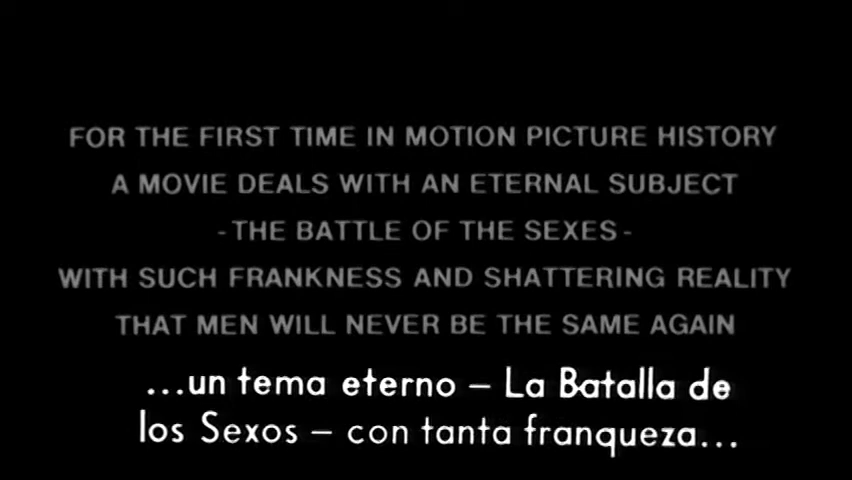 FOR THE FIRST TIME IN MOTION PICTURE HISTORY
A MOVIE DEALS WITH AN ETERNAL SUBJECT
-THE BATTLE OF THE SEXES-
WITH SUCH FRANKNESS AND SHATTERING REALITY
THAT MEN WILL NEVER BE THE SAME AGAIN
...un tema eterno – La Batalla de
los Sexos – con tanta franqueza...